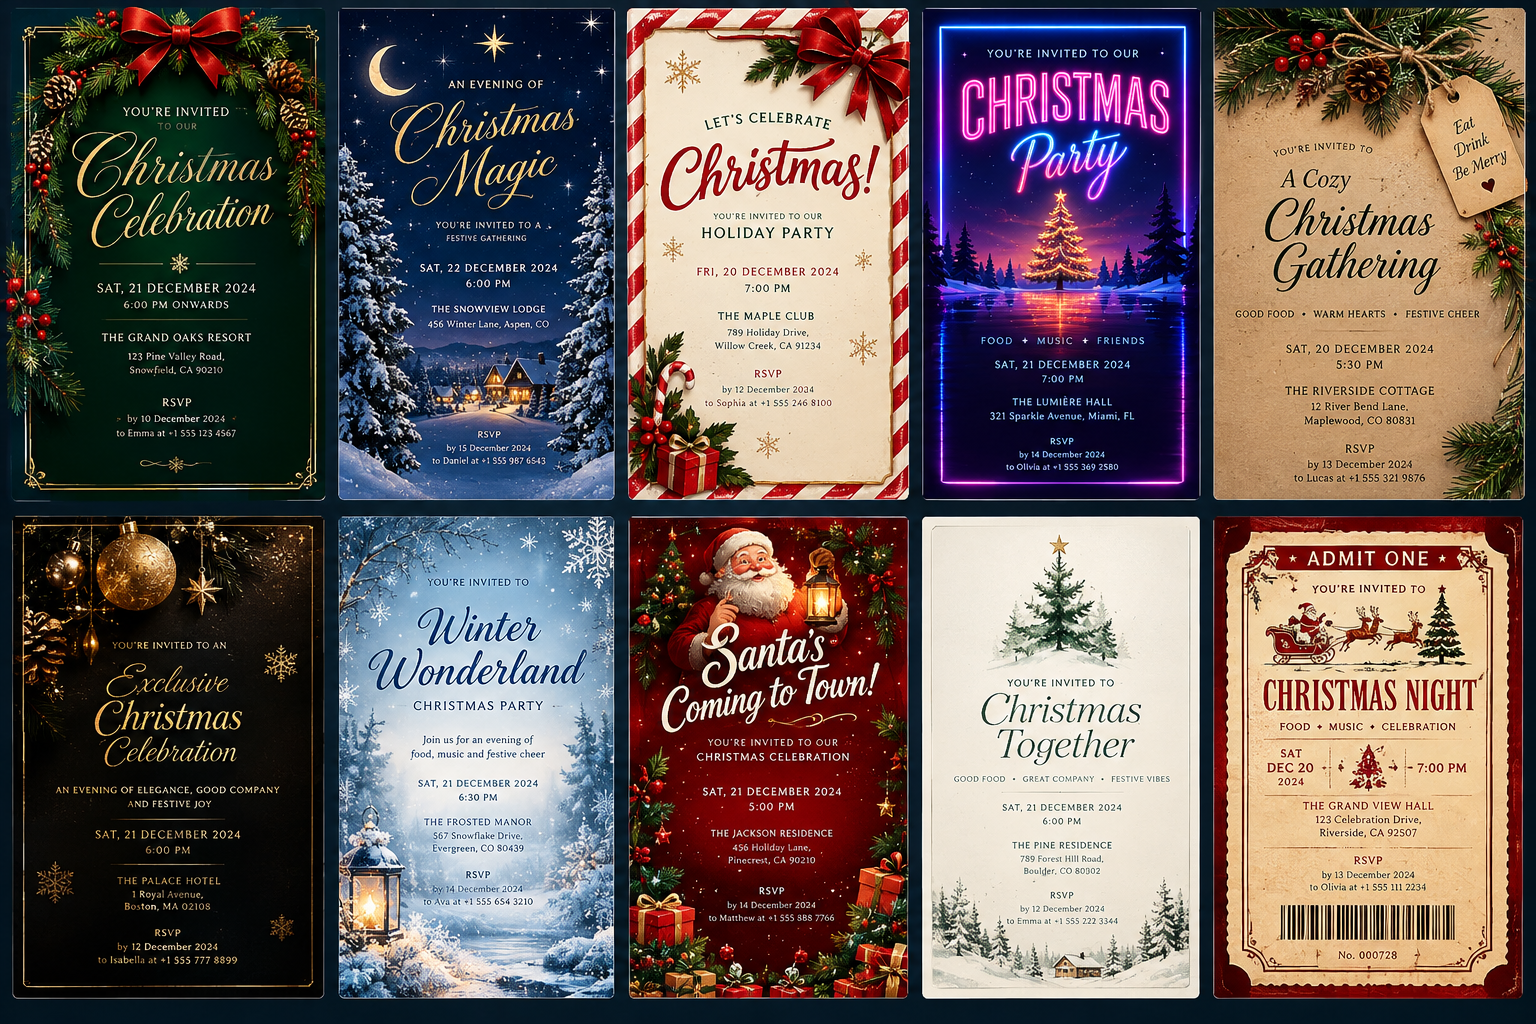 YOU'RE INVITED
TO OUR
Christmas
Celebration
SAT, 21 DECEMBER 2024
6:00 PM ONWARDS
THE GRAND OAKS RESORT
123 Pine Valley Road,
Snowfield, CA 90210
RSVP
by 10 December 2024
to Emma at +1 555 123 4567
AN EVENING OF
Christmas
Magic
YOU'RE INVITED TO A
FESTIVE GATHERING
SAT, 22 DECEMBER 2024
6:00 PM
THE SNOWVIEW LODGE
456 Winter Lane, Aspen, CO
RSVP
by 15 December 2024
to Daniel at +1 555 987 6543
LET'S CELEBRATE
Christmas!
YOU'RE INVITED TO OUR
HOLIDAY PARTY
FRI, 20 DECEMBER 2024
7:00 PM
THE MAPLE CLUB
789 Holiday Drive,
Willow Creek, CA 91234
RSVP
by 12 December 2024
to Sophia at +1 555 246 8100
YOU'RE INVITED TO OUR
CHRISTMAS
Party
FOOD + MUSIC + FRIENDS
SAT, 21 DECEMBER 2024
7:00 PM
THE LUMIÈRE HALL
321 Sparkle Avenue, Miami, FL
RSVP
by 14 December 2024
to Olivia at +1 555 369 2580
Eat
Drink
Be Merry
YOU'RE INVITED TO
A Cozy
Christmas
Gathering
GOOD FOOD • WARM HEARTS • FESTIVE CHEER
SAT, 20 DECEMBER 2024
5:30 PM
THE RIVERSIDE COTTAGE
12 River Bend Lane,
Maplewood, CO 80831
RSVP
by 13 December 2024
to Lucas at +1 555 321 9876
YOU'RE INVITED TO AN
Exclusive
Christmas
Celebration
AN EVENING OF ELEGANCE, GOOD COMPANY
AND FESTIVE JOY
SAT, 21 DECEMBER 2024
6:00 PM
THE PALACE HOTEL
1 Royal Avenue,
Boston, MA 02108
RSVP
by 12 December 2024
to Isabella at +1 555 777 8899
YOU'RE INVITED TO
Winter
Wonderland
CHRISTMAS PARTY
Join us for an evening of
food, music and festive cheer
SAT, 21 DECEMBER 2024
6:30 PM
THE FROSTED MANOR
567 Snowflake Drive,
Evergreen, CO 80439
RSVP
by 14 December 2024
to Ava at +1 555 654 3210
Santa's
Coming to Town!
YOU'RE INVITED TO OUR
CHRISTMAS CELEBRATION
SAT, 21 DECEMBER 2024
5:00 PM
THE JACKSON RESIDENCE
456 Holiday Lane,
Pinecrest, CA 90210
RSVP
by 14 December 2024
to Matthew at +1 555 888 7766
YOU'RE INVITED TO
Christmas
Together
GOOD FOOD • GREAT COMPANY • FESTIVE VIBES
SAT, 21 DECEMBER 2024
6:00 PM
THE PINE RESIDENCE
789 Forest Hill Road,
Boulder, CO 80302
RSVP
by 12 December 2024
to Emma at +1 555 222 3344
★ ADMIT ONE ★
YOU'RE INVITED TO
CHRISTMAS NIGHT
FOOD + MUSIC + CELEBRATION
SAT
DEC 20
2024
7:00 PM
THE GRAND VIEW HALL
123 Celebration Drive,
Riverside, CA 92507
RSVP
by 13 December 2024
to Olivia at +1 555 111 2234
No. 000728